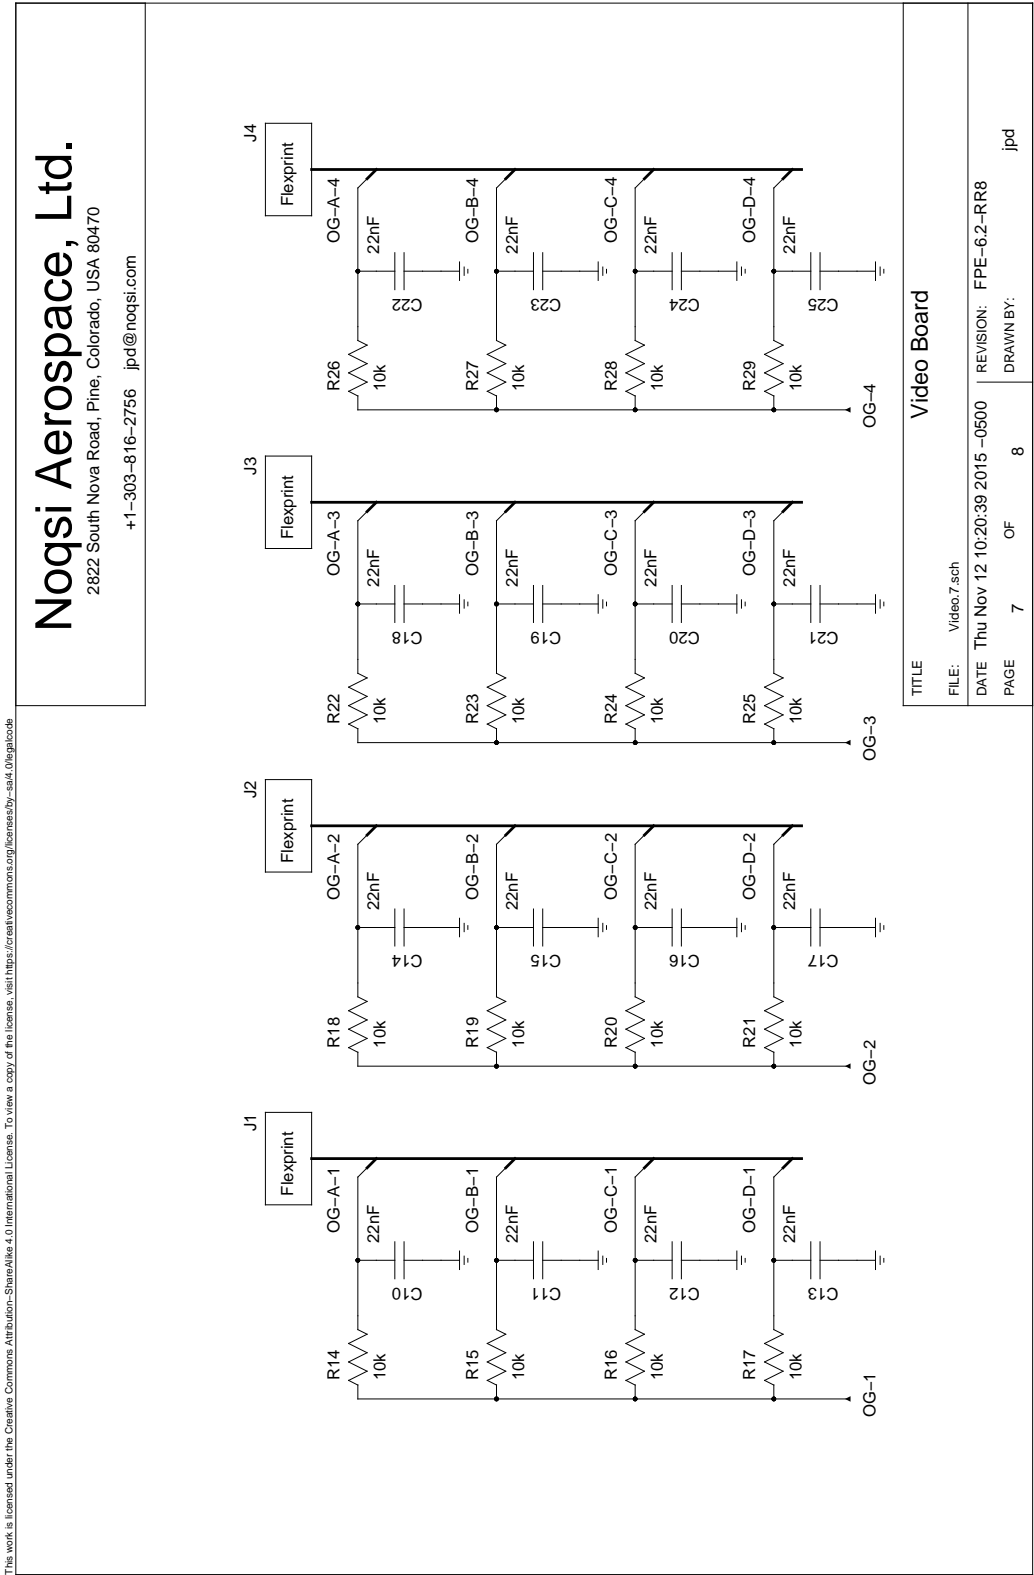 This work is licensed under the Creative Commons Attribution−ShareAlike 4.0 International License. To view a copy of the license, visit https://creativecommons.org/licenses/by−sa/4.0/legalcode
Noqsi Aerospace, Ltd.
2822 South Nova Road, Pine, Colorado, USA 80470
+1−303−816−2756 jpd@noqsi.com
J1
Flexprint
OG−A−1
R14
10k
22nF
C10
OG−B−1
R15
10k
22nF
C11
OG−C−1
R16
10k
22nF
C12
OG−D−1
R17
10k
22nF
C13
OG−1
J2
Flexprint
OG−A−2
R18
10k
22nF
C14
OG−B−2
R19
10k
22nF
C15
OG−C−2
R20
10k
22nF
C16
OG−D−2
R21
10k
22nF
C17
OG−2
J3
Flexprint
OG−A−3
R22
10k
22nF
C18
OG−B−3
R23
10k
22nF
C19
OG−C−3
R24
10k
22nF
C20
OG−D−3
R25
10k
22nF
C21
OG−3
J4
Flexprint
OG−A−4
R26
10k
22nF
C22
OG−B−4
R27
10k
22nF
C23
OG−C−4
R28
10k
22nF
C24
OG−D−4
R29
10k
22nF
C25
OG−4
TITLE
Video Board
FILE: Video.7.sch
DATE Thu Nov 12 10:20:39 2015 −0500
REVISION: FPE−6.2−RR8
PAGE 7 OF 8
DRAWN BY: jpd